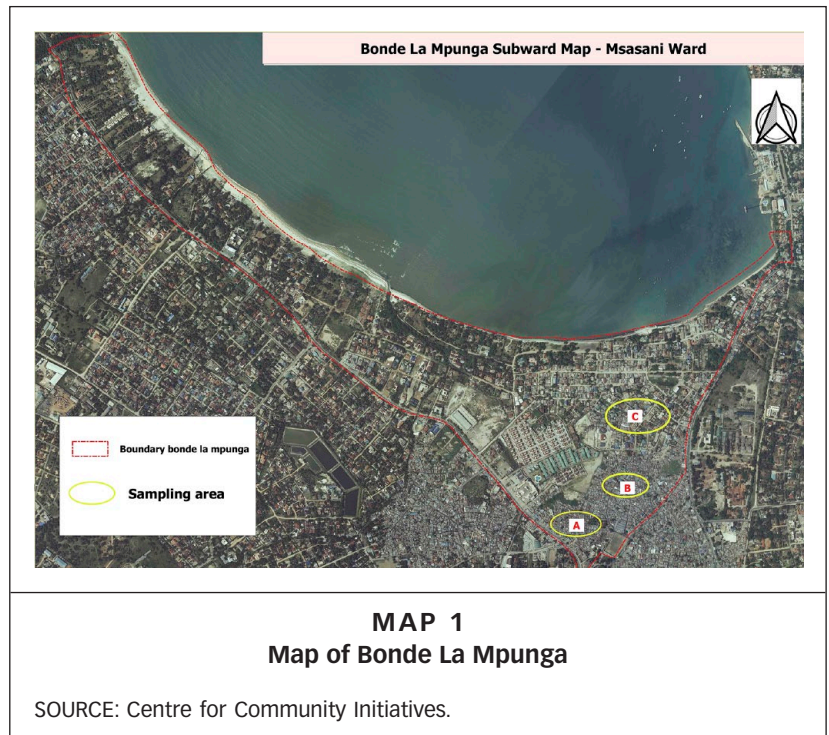 Bonde La Mpunga Subward Map - Msasani Ward
C
B
A
Boundary bonde la mpunga
Sampling area
MAP 1
Map of Bonde La Mpunga
SOURCE: Centre for Community Initiatives.